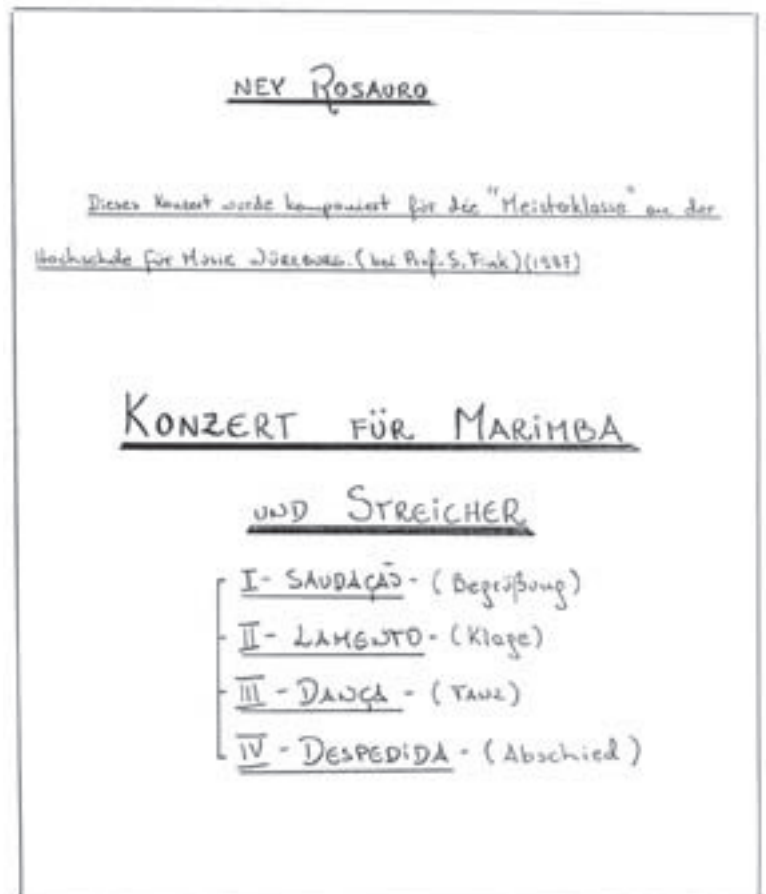 NEY ROSAURO
Dieses Konzert wurde komponiert für die "Meisterklasse" an der
Hochschule für Musik Würzburg. (bei Prof. S. Fink) (1987)
KONZERT FÜR MARIMBA
UND STREICHER
I - SAUDAÇÃO - (Begrüßung)
II - LAMENTO - (Klage)
III - DANÇA - (TANZ)
IV - DESPEDIDA - (Abschied)